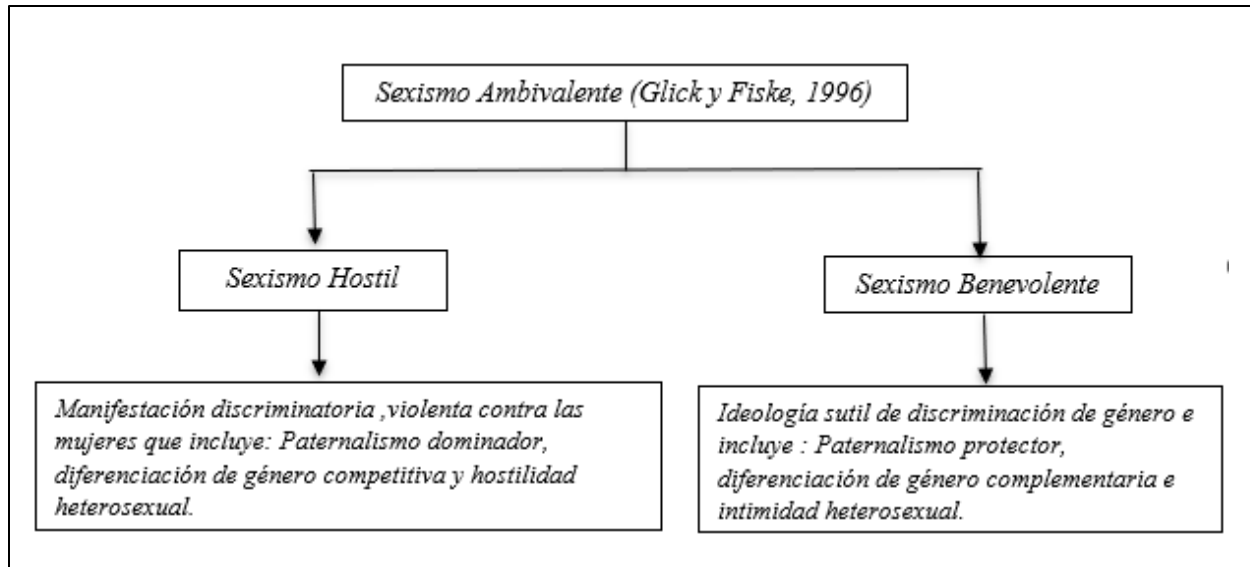 Sexismo Ambivalente (Glick y Fiske, 1996)
Sexismo Hostil
Sexismo Benevolente
Manifestación discriminatoria ,violenta contra las
mujeres que incluye: Paternalismo dominador,
diferenciación de género competitiva y hostilidad
heterosexual.
Ideología sutil de discriminación de género e
incluye : Paternalismo protector,
diferenciación de género complementaria e
intimidad heterosexual.